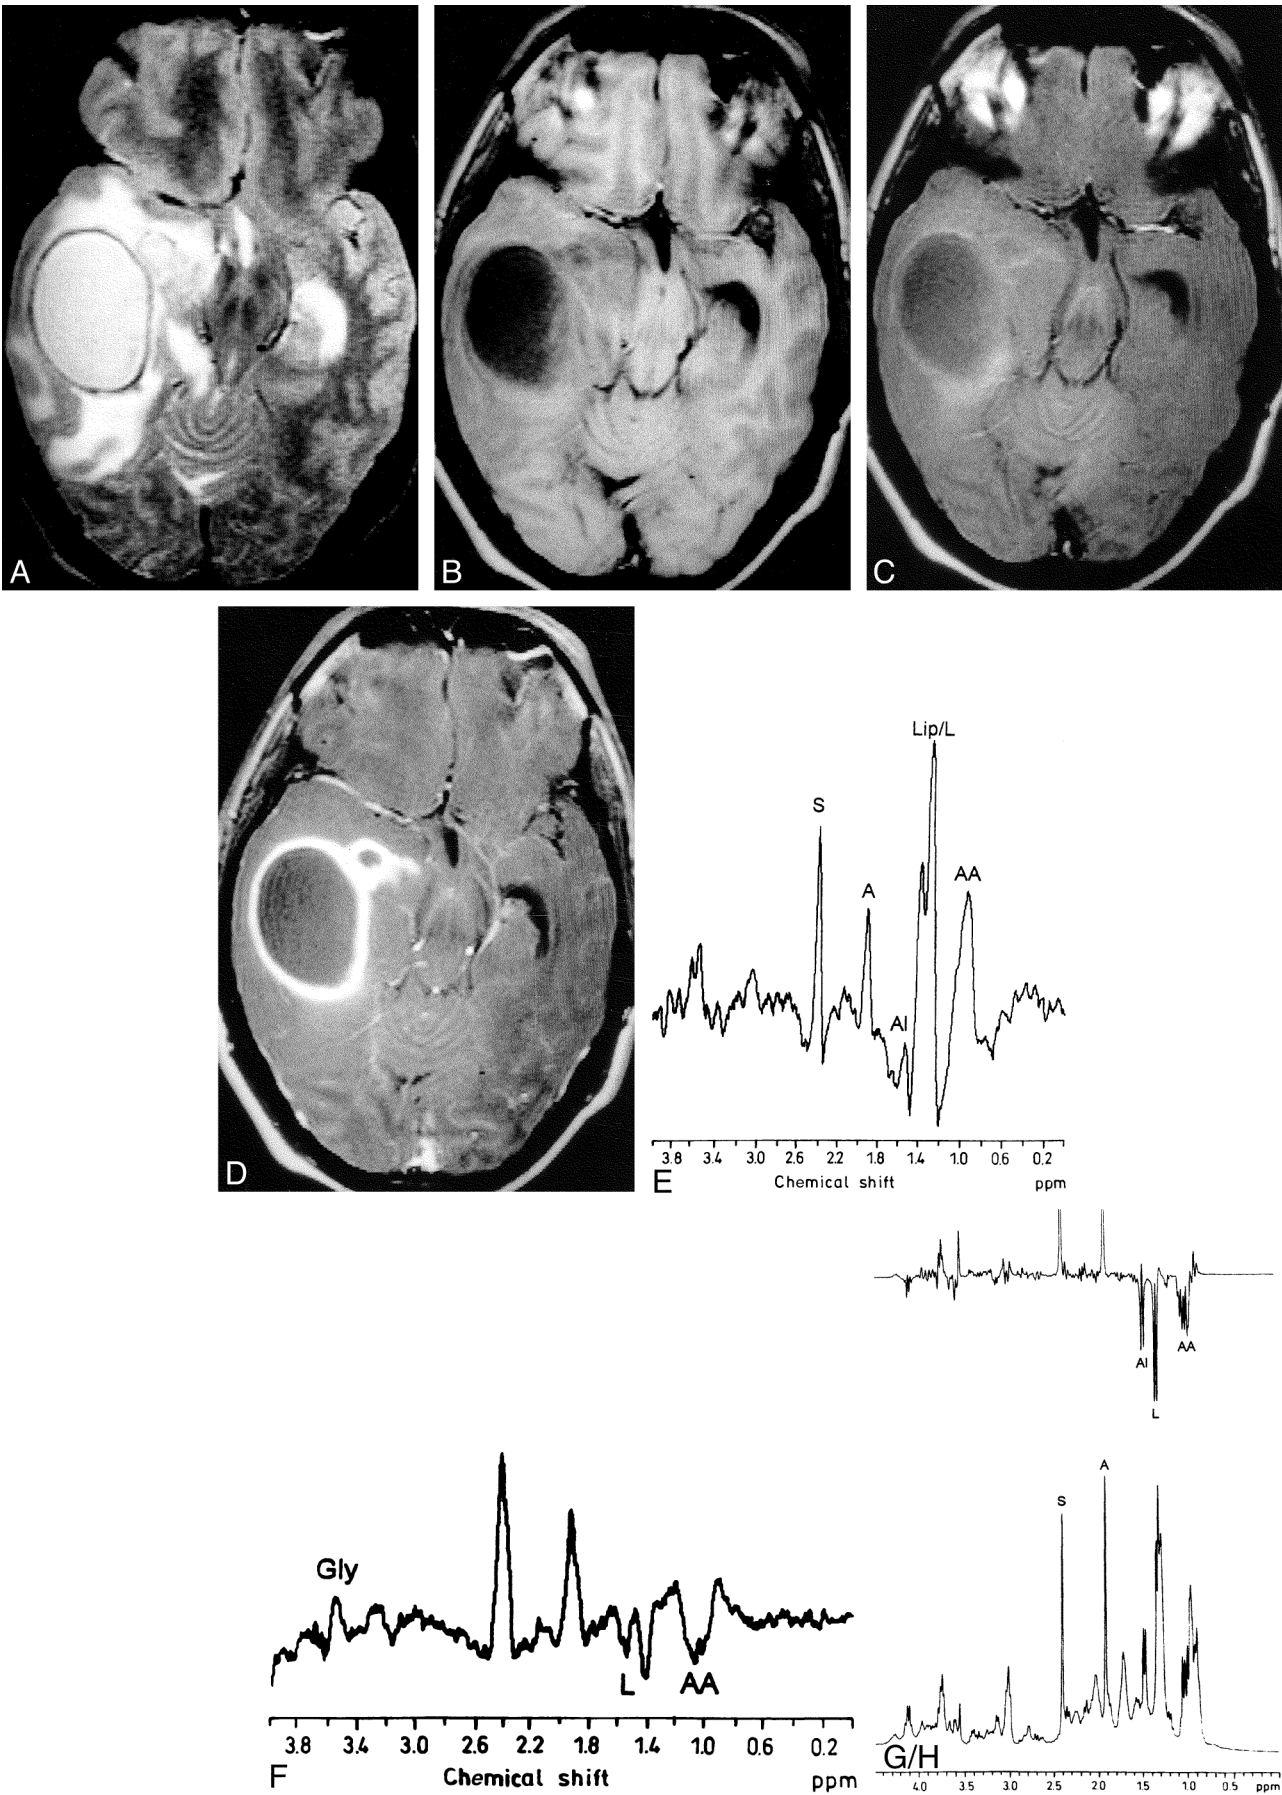 A
B
C
D
Lip/L
S
A
AA
Al
3.8 3.4 3.0 2.6 2.2 1.8 1.4 1.0 0.6 0.2
Chemical shift ppm
E
Al
AA
L
Gly
L
AA
3.8 3.4 3.0 2.6 2.2 1.8 1.4 1.0 0.6 0.2
Chemical shift ppm
F
A
S
G/H
4.0 3.5 3.0 2.5 2.0 1.5 1.0 0.5 ppm